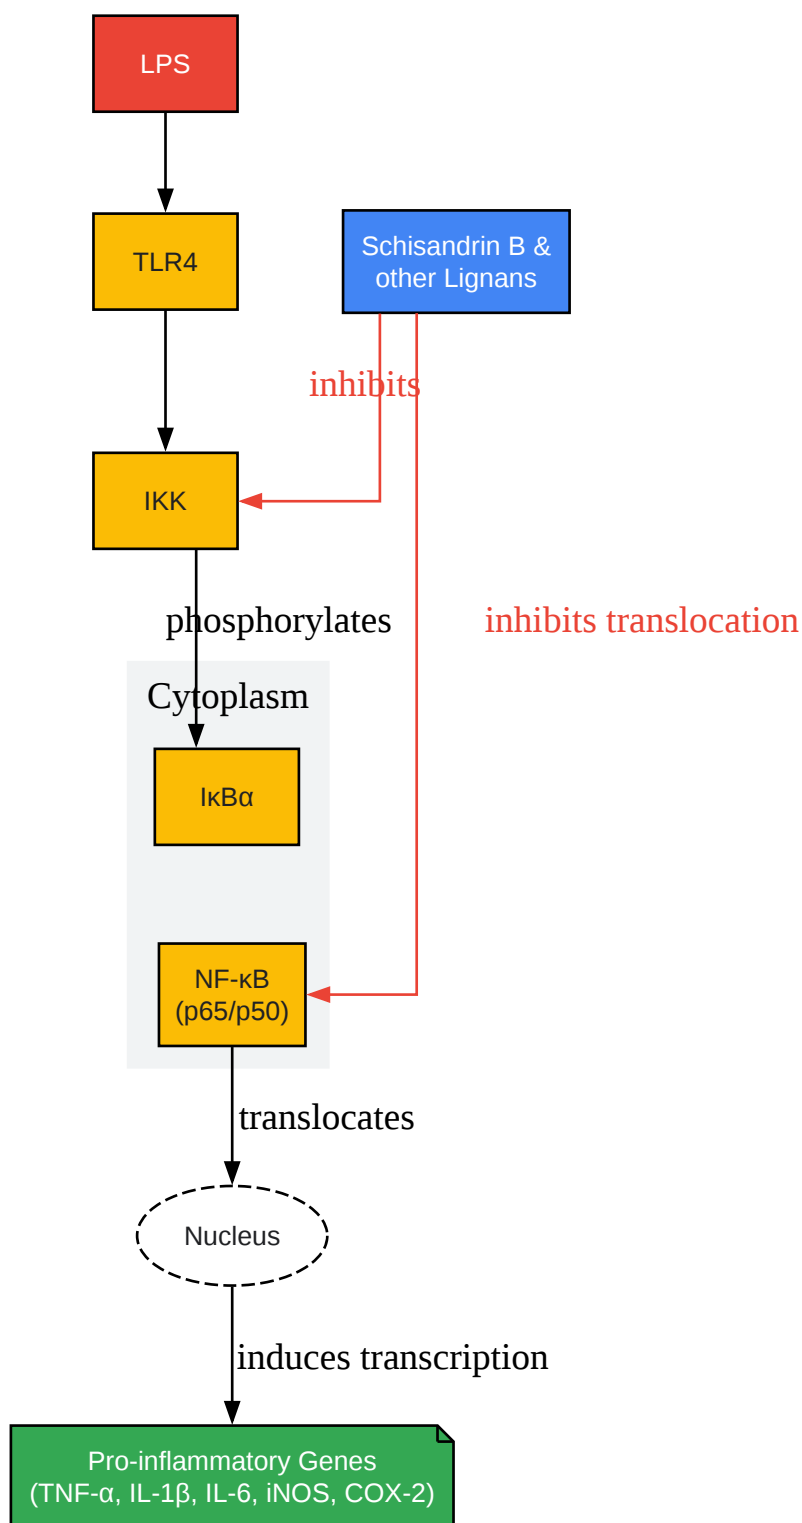 LPS
TLR4
Schisandrin B &
other Lignans
inhibits
IKK
phosphorylates
inhibits translocation
Cytoplasm
IκBα
NF-κB
(p65/p50)
translocates
Nucleus
induces transcription
Pro-inflammatory Genes
(TNF-α, IL-1β, IL-6, iNOS, COX-2)